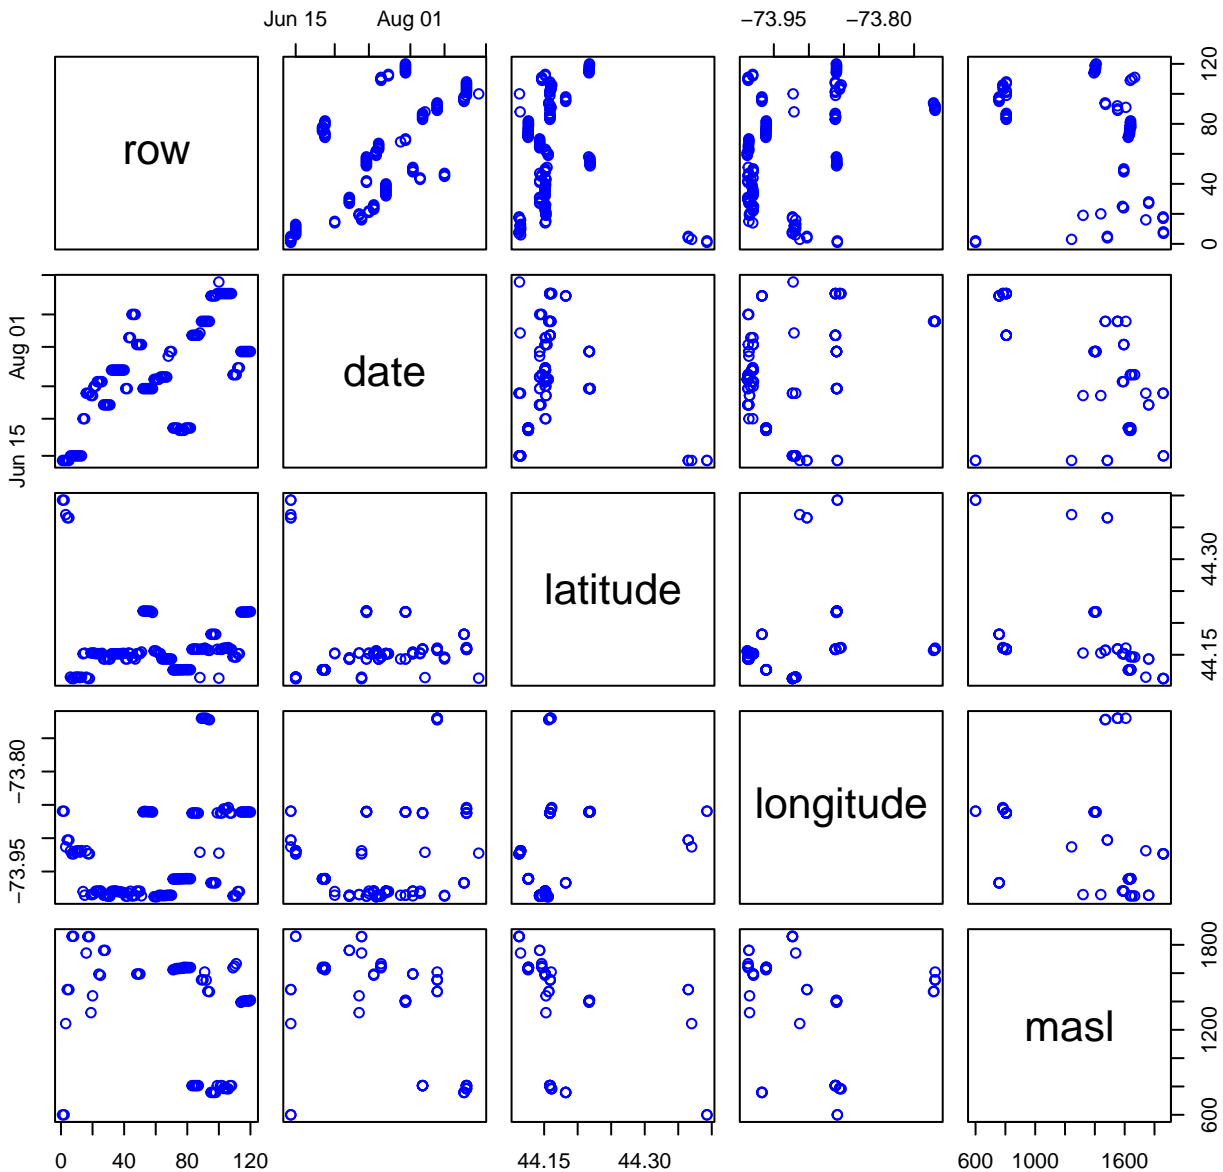 Jun 15 Aug 01 −73.95 −73.80
row 0 40 80 120
Jun 15 Aug 01 date
latitude 44.15 44.30
−73.95 −73.80 longitude
masl 600 1200 1800
0 40 80 120 44.15 44.30 600 1000 1600